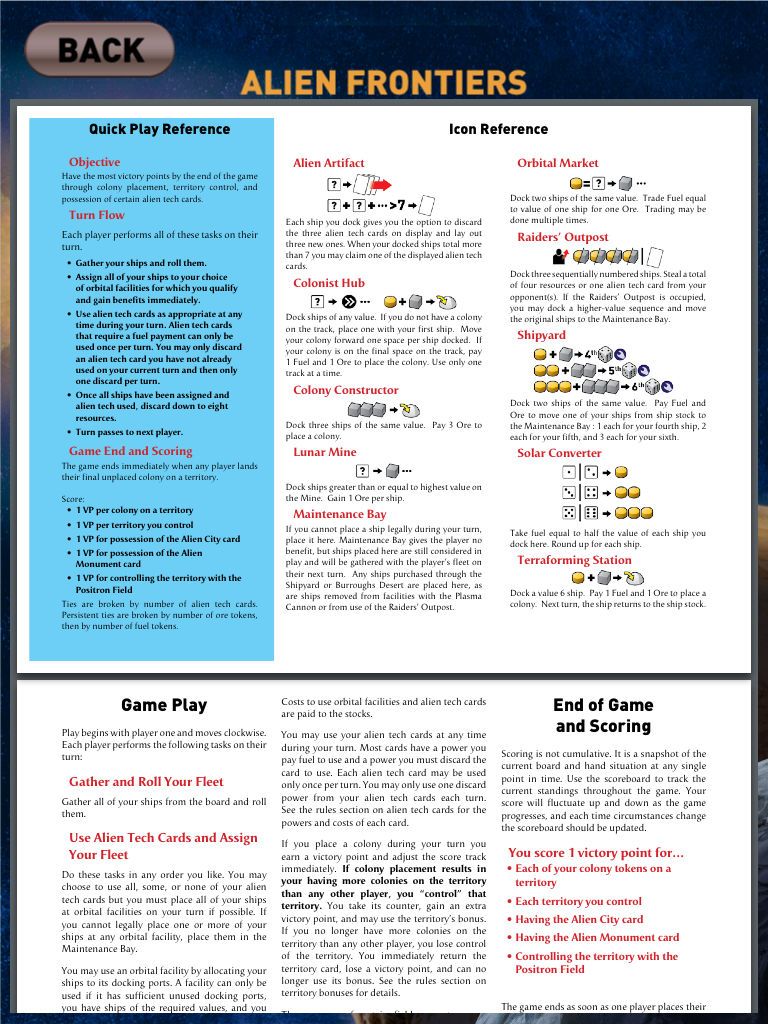 BACK
ALIEN FRONTIERS
Quick Play Reference
Objective
Have the most victory points by the end of the game
through colony placement, territory control, and
possession of certain alien tech cards.
Turn Flow
Each player performs all of these tasks on their
turn.
• Gather your ships and roll them.
• Assign all of your ships to your choice
of orbital facilities for which you qualify
and gain benefits immediately.
• Use alien tech cards as appropriate at any
time during your turn. Alien tech cards
that require a fuel payment can only be
used once per turn. You may only discard
an alien tech card you have not already
used on your current turn and then only
one discard per turn.
• Once all ships have been assigned and
alien tech used, discard down to eight
resources.
• Turn passes to next player.
Game End and Scoring
The game ends immediately when any player lands
their final unplaced colony on a territory.
Score:
• 1 VP per colony on a territory
• 1 VP per territory you control
• 1 VP for possession of the Alien City card
• 1 VP for possession of the Alien
Monument card
• 1 VP for controlling the territory with the
Positron Field
Ties are broken by number of alien tech cards.
Persistent ties are broken by number of ore tokens,
then by number of fuel tokens.
Icon Reference
Alien Artifact
?
? + ? + ··· >7
Each ship you dock gives you the option to discard
the three alien tech cards on display and lay out
three new ones. When your docked ships total more
than 7 you may claim one of the displayed alien tech
cards.
Colonist Hub
? ··· +
Dock ships of any value. If you do not have a colony
on the track, place one with your first ship. Move
your colony forward one space per ship docked. If
your colony is on the final space on the track, pay
1 Fuel and 1 Ore to place the colony. Use only one
track at a time.
Colony Constructor
Dock three ships of the same value. Pay 3 Ore to
place a colony.
Lunar Mine
? ···
Dock ships greater than or equal to highest value on
the Mine. Gain 1 Ore per ship.
Maintenance Bay
If you cannot place a ship legally during your turn,
place it here. Maintenance Bay gives the player no
benefit, but ships placed here are still considered in
play and will be gathered with the player's fleet on
their next turn. Any ships purchased through the
Shipyard or Burroughs Desert are placed here, as
are ships removed from facilities with the Plasma
Cannon or from use of the Raiders' Outpost.
Orbital Market
= ? ···
Dock two ships of the same value. Trade Fuel equal
to value of one ship for one Ore. Trading may be
done multiple times.
Raiders' Outpost
Dock three sequentially numbered ships. Steal a total
of four resources or one alien tech card from your
opponent(s). If the Raiders' Outpost is occupied,
you may dock a higher-value sequence and move
the original ships to the Maintenance Bay.
Shipyard
+ 4th
+ 5th
+ 6th
Dock two ships of the same value. Pay Fuel and
Ore to move one of your ships from ship stock to
the Maintenance Bay : 1 each for your fourth ship, 2
each for your fifth, and 3 each for your sixth.
Solar Converter
Take fuel equal to half the value of each ship you
dock here. Round up for each ship.
Terraforming Station
+
Dock a value 6 ship. Pay 1 Fuel and 1 Ore to place a
colony. Next turn, the ship returns to the ship stock.
Game Play
Play begins with player one and moves clockwise.
Each player performs the following tasks on their
turn:
Gather and Roll Your Fleet
Gather all of your ships from the board and roll
them.
Use Alien Tech Cards and Assign
Your Fleet
Do these tasks in any order you like. You may
choose to use all, some, or none of your alien
tech cards but you must place all of your ships
at orbital facilities on your turn if possible. If
you cannot legally place one or more of your
ships at any orbital facility, place them in the
Maintenance Bay.
You may use an orbital facility by allocating your
ships to its docking ports. A facility can only be
used if it has sufficient unused docking ports,
you have ships of the required values, and you
Costs to use orbital facilities and alien tech cards
are paid to the stocks.
You may use your alien tech cards at any time
during your turn. Most cards have a power you
pay fuel to use and a power you must discard the
card to use. Each alien tech card may be used
only once per turn. You may only use one discard
power from your alien tech cards each turn.
See the rules section on alien tech cards for the
powers and costs of each card.
If you place a colony during your turn you
earn a victory point and adjust the score track
immediately. If colony placement results in
your having more colonies on the territory
than any other player, you "control" that
territory. You take its counter, gain an extra
victory point, and may use the territory's bonus.
If you no longer have more colonies on the
territory than any other player, you lose control
of the territory. You immediately return the
territory card, lose a victory point, and can no
longer use its bonus. See the rules section on
territory bonuses for details.
End of Game
and Scoring
Scoring is not cumulative. It is a snapshot of the
current board and hand situation at any single
point in time. Use the scoreboard to track the
current standings throughout the game. Your
score will fluctuate up and down as the game
progresses, and each time circumstances change
the scoreboard should be updated.
You score 1 victory point for...
• Each of your colony tokens on a
territory
• Each territory you control
• Having the Alien City card
• Having the Alien Monument card
• Controlling the territory with the
Positron Field
The game ends as soon as one player places their